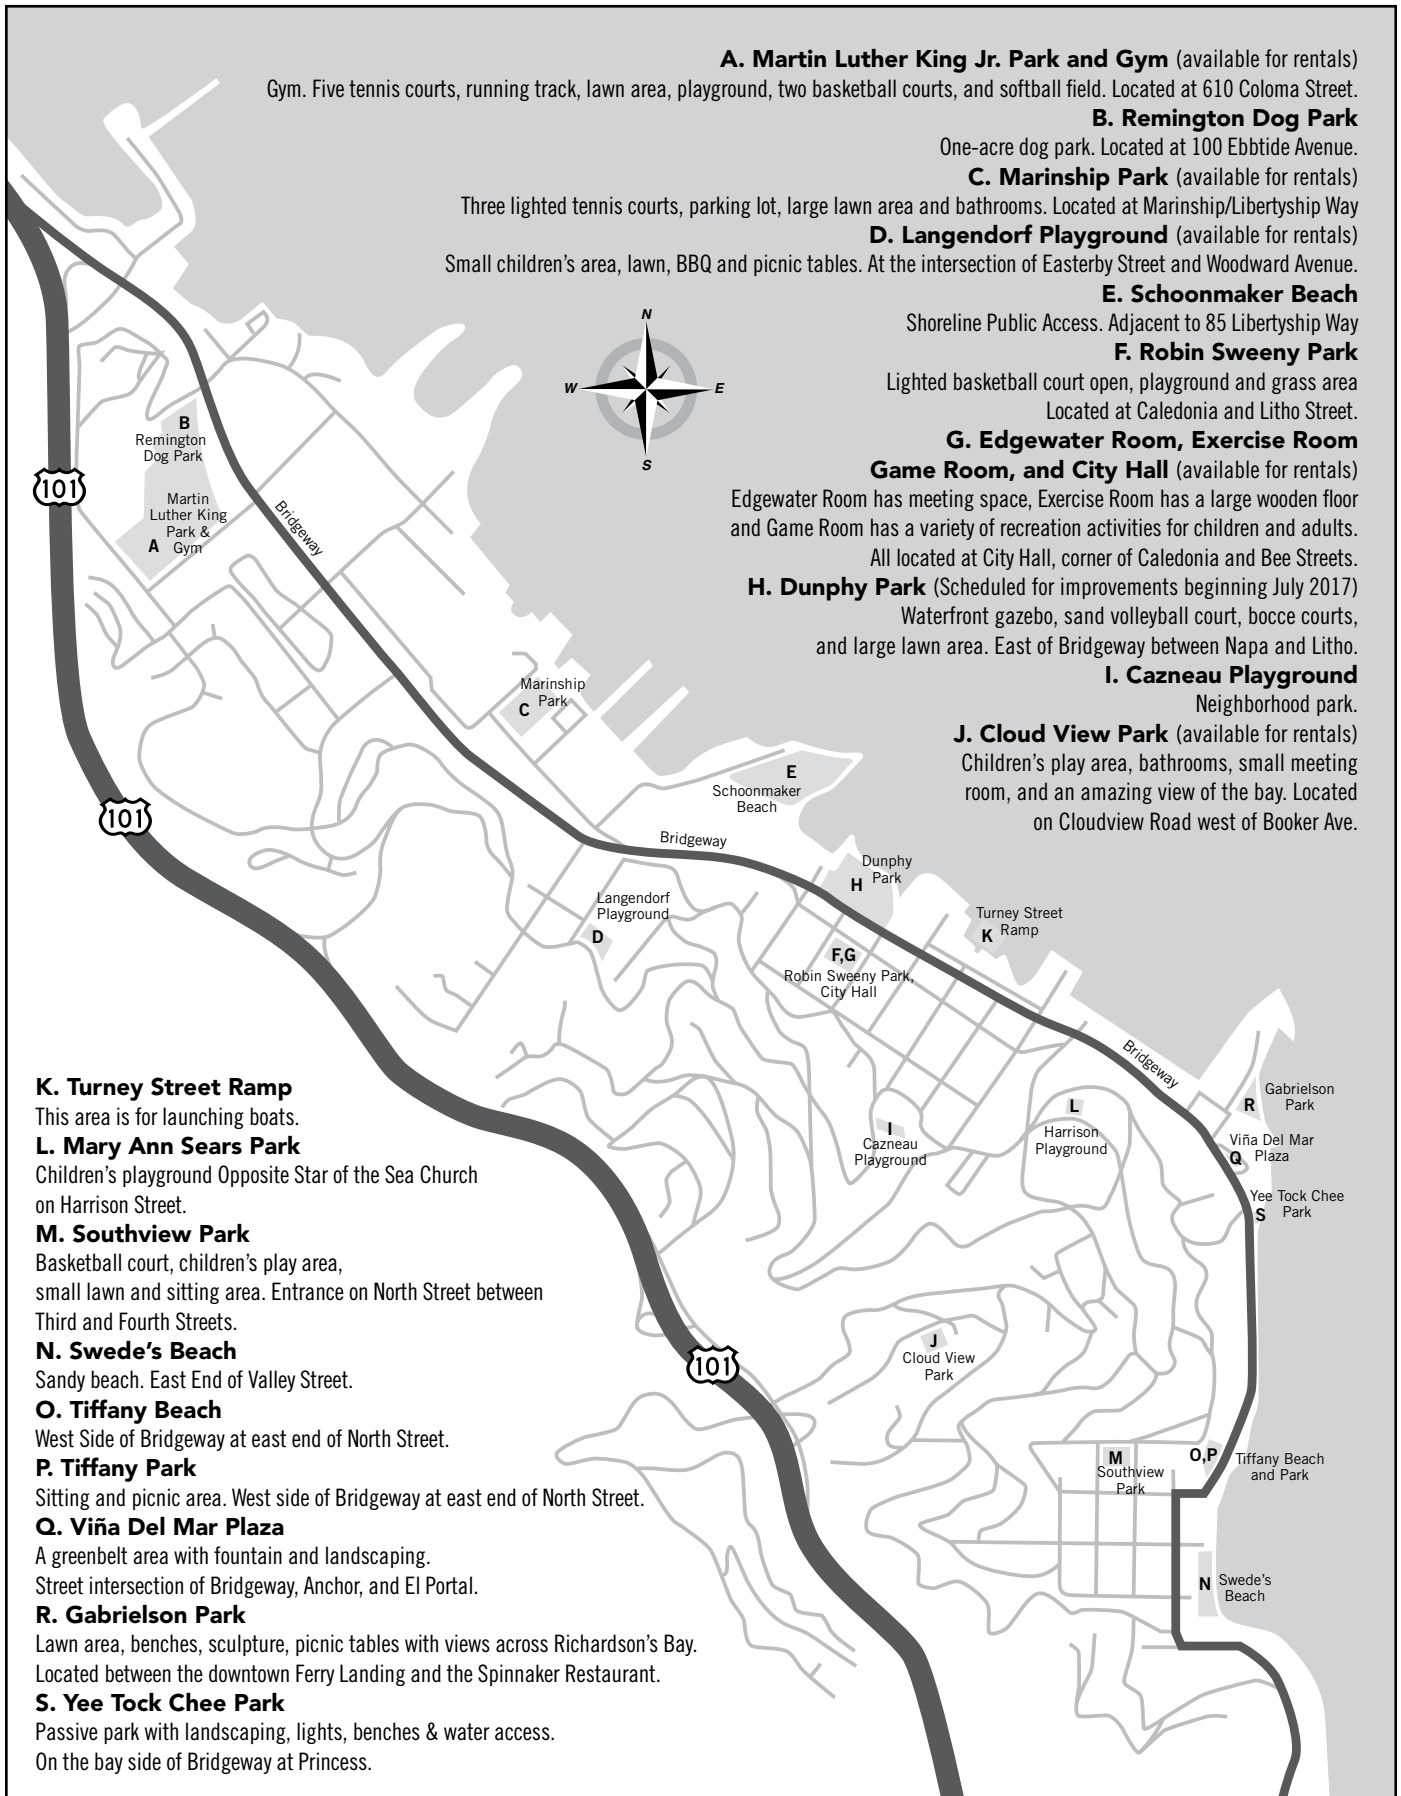 A. Martin Luther King Jr. Park and Gym (available for rentals)
Gym. Five tennis courts, running track, lawn area, playground, two basketball courts, and softball field. Located at 610 Coloma Street.
B. Remington Dog Park
One-acre dog park. Located at 100 Ebbtide Avenue.
C. Marinship Park (available for rentals)
Three lighted tennis courts, parking lot, large lawn area and bathrooms. Located at Marinship/Libertyship Way
D. Langendorf Playground (available for rentals)
Small children's area, lawn, BBQ and picnic tables. At the intersection of Easterby Street and Woodward Avenue.
E. Schoonmaker Beach
Shoreline Public Access. Adjacent to 85 Libertyship Way
F. Robin Sweeny Park
Lighted basketball court open, playground and grass area
Located at Caledonia and Litho Street.
G. Edgewater Room, Exercise Room
Game Room, and City Hall (available for rentals)
Edgewater Room has meeting space, Exercise Room has a large wooden floor
and Game Room has a variety of recreation activities for children and adults.
All located at City Hall, corner of Caledonia and Bee Streets.
H. Dunphy Park (Scheduled for improvements beginning July 2017)
Waterfront gazebo, sand volleyball court, bocce courts,
and large lawn area. East of Bridgeway between Napa and Litho.
I. Cazneau Playground
Neighborhood park.
J. Cloud View Park (available for rentals)
Children's play area, bathrooms, small meeting
room, and an amazing view of the bay. Located
on Cloudview Road west of Booker Ave.
N
W
E
S
B
Remington
Dog Park
101
Martin
Luther King
Park &
A Gym
Bridgeway
Marinship
Park
C
E
Schoonmaker
Beach
101
Bridgeway
Dunphy
Park
H
Langendorf
Playground
D
Turney Street
Ramp
K
F,G
Robin Sweeny Park,
City Hall
Bridgeway
L
Harrison
Playground
I
Cazneau
Playground
Gabrielson
Park
R
Viña Del Mar
Plaza
Q
Yee Tock Chee
Park
S
J
Cloud View
Park
101
M
Southview
Park
O,P
Tiffany Beach
and Park
N
Swede's
Beach
K. Turney Street Ramp
This area is for launching boats.
L. Mary Ann Sears Park
Children's playground Opposite Star of the Sea Church
on Harrison Street.
M. Southview Park
Basketball court, children's play area,
small lawn and sitting area. Entrance on North Street between
Third and Fourth Streets.
N. Swede's Beach
Sandy beach. East End of Valley Street.
O. Tiffany Beach
West Side of Bridgeway at east end of North Street.
P. Tiffany Park
Sitting and picnic area. West side of Bridgeway at east end of North Street.
Q. Viña Del Mar Plaza
A greenbelt area with fountain and landscaping.
Street intersection of Bridgeway, Anchor, and El Portal.
R. Gabrielson Park
Lawn area, benches, sculpture, picnic tables with views across Richardson's Bay.
Located between the downtown Ferry Landing and the Spinnaker Restaurant.
S. Yee Tock Chee Park
Passive park with landscaping, lights, benches & water access.
On the bay side of Bridgeway at Princess.